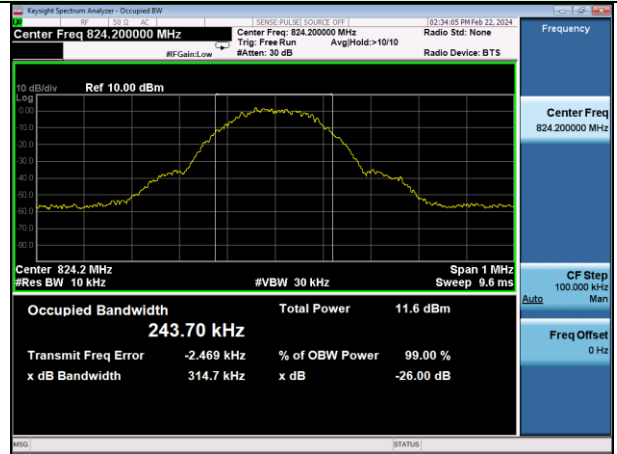 Keysight Spectrum Analyzer - Occupied BW
RF 50 Ω AC SENSE:PULSE SOURCE OFF 02:34:05 PM Feb 22, 2024
Center Freq 824.200000 MHz
Center Freq: 824.200000 MHz
Radio Std: None
Trig: Free Run Avg|Hold:>10/10
#IFGain:Low #Atten: 30 dB Radio Device: BTS
Frequency
10 dB/div Ref 10.00 dBm
Log
0.00
-10.0
-20.0
-30.0
-40.0
-50.0
-60.0
-70.0
-80.0
Center 824.2 MHz Span 1 MHz
#Res BW 10 kHz #VBW 30 kHz Sweep 9.6 ms
Occupied Bandwidth Total Power 11.6 dBm
243.70 kHz
Transmit Freq Error -2.469 kHz % of OBW Power 99.00 %
x dB Bandwidth 314.7 kHz x dB -26.00 dB
Center Freq
824.200000 MHz
CF Step
100.000 kHz
Auto Man
Freq Offset
0 Hz
MSG STATUS